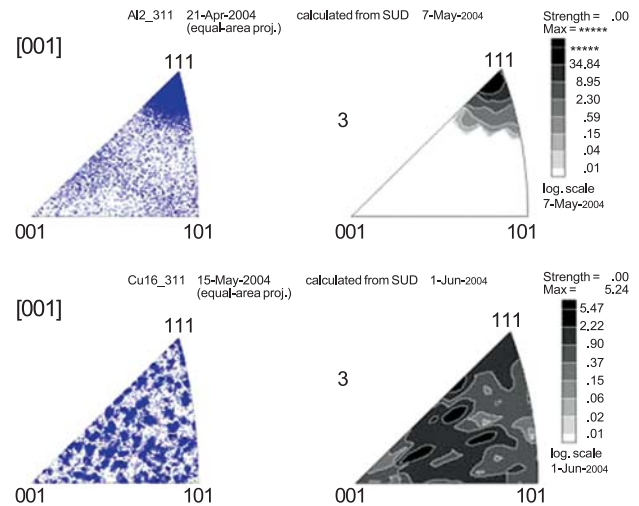 Al2_311 21-Apr-2004 calculated from SUD 7-May-2004
(equal-area proj.)
Strength = .00
Max = *****
[001]
111
001 101
3
111
001 101
*****
34.84
8.95
2.30
.59
.15
.04
.01
log. scale
7-May-2004
Cu16_311 15-May-2004 calculated from SUD 1-Jun-2004
(equal-area proj.)
Strength = .00
Max = 5.24
[001]
111
001 101
3
111
001 101
5.47
2.22
.90
.37
.15
.06
.02
.01
log. scale
1-Jun-2004